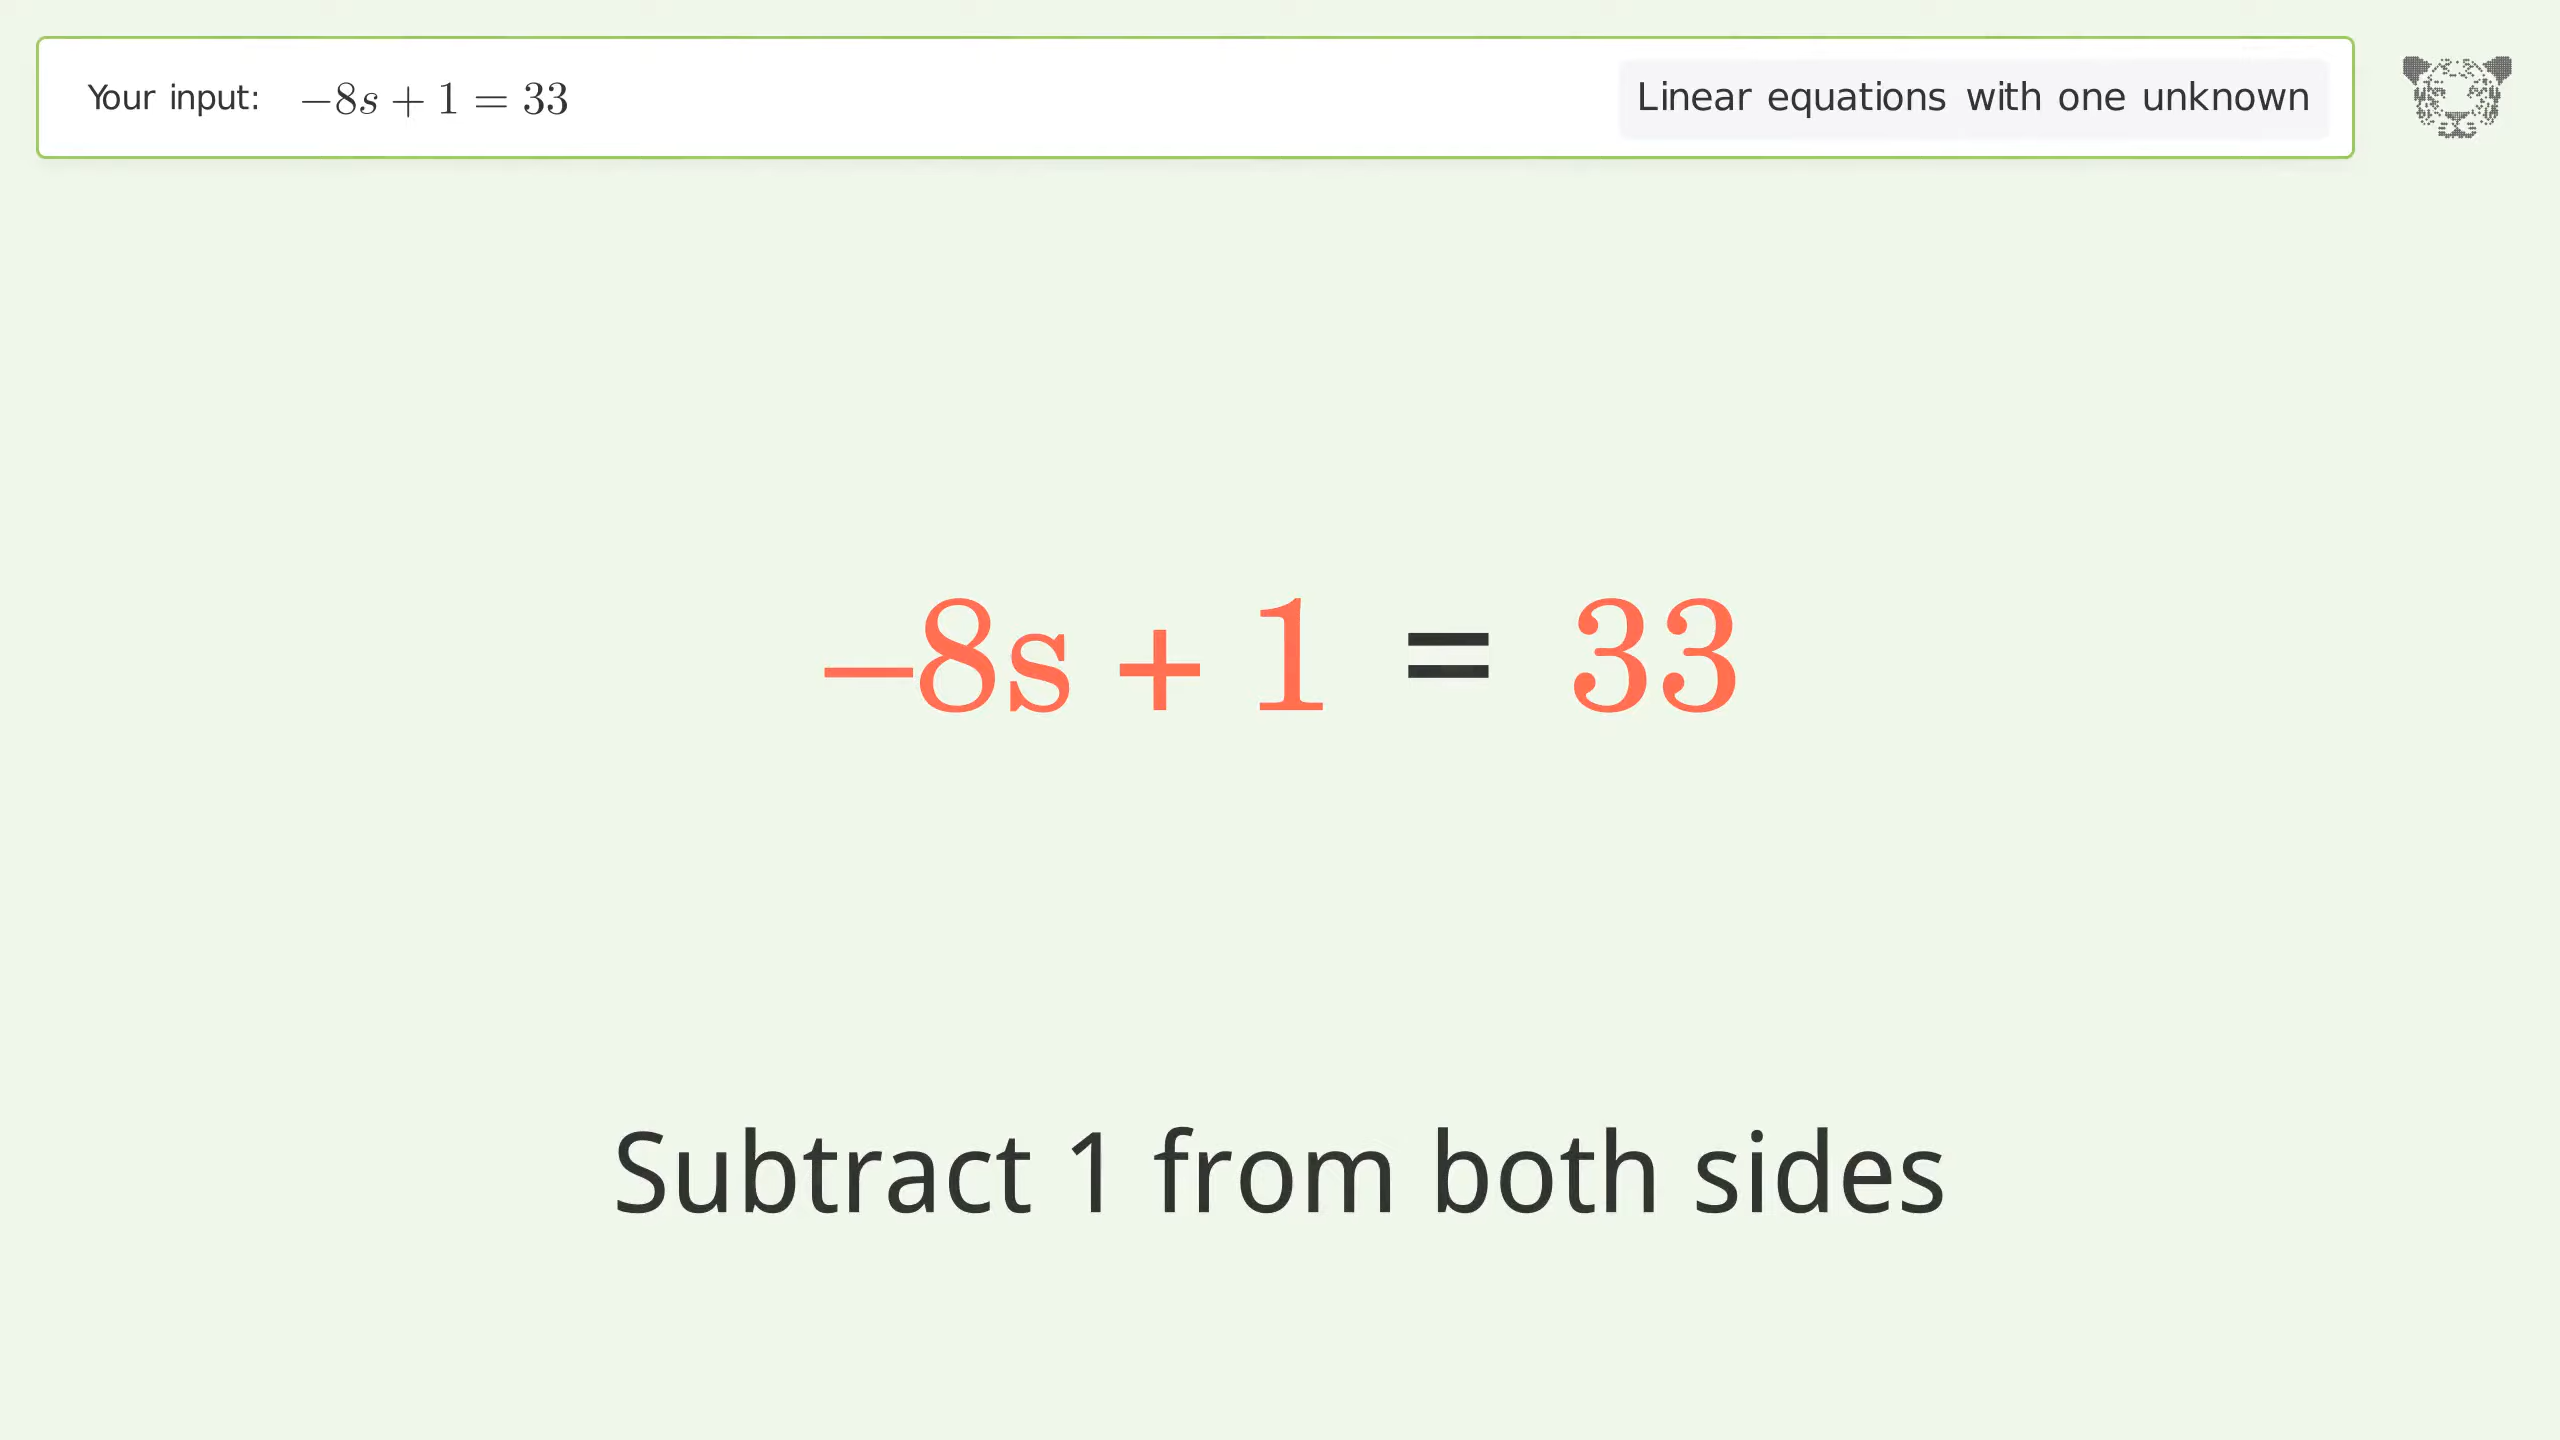 Your input: −8s + 1 = 33
Linear equations with one unknown
−8s + 1 = 33
Subtract 1 from both sides